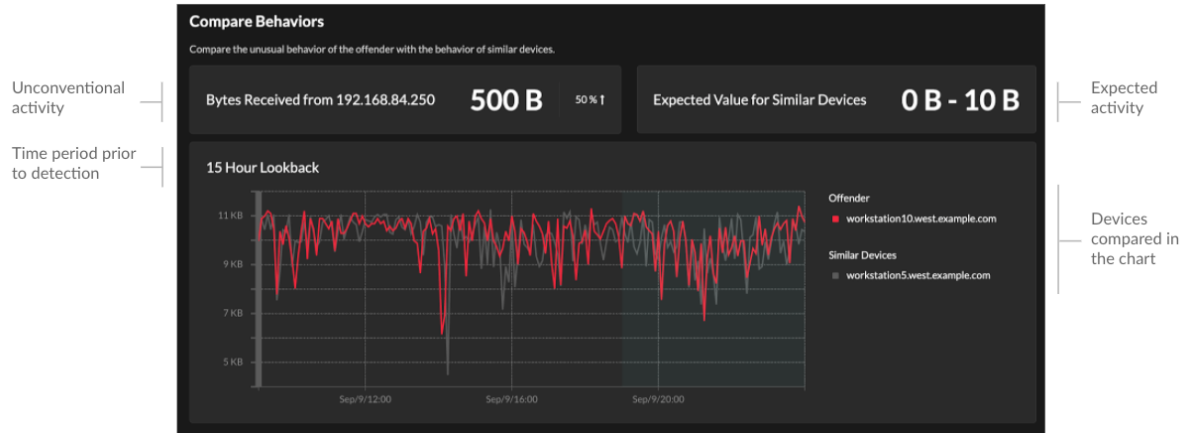 Compare Behaviors
Compare the unusual behavior of the offender with the behavior of similar devices.
Unconventional
activity
Bytes Received from 192.168.84.250
500 B
50 % ↑
Expected Value for Similar Devices
0 B - 10 B
Expected
activity
Time period prior
to detection
15 Hour Lookback
11 KB
9 KB
7 KB
5 KB
Sep/9/12:00
Sep/9/16:00
Sep/9/20:00
Offender
workstation10.west.example.com
Similar Devices
workstation5.west.example.com
Devices
compared in
the chart